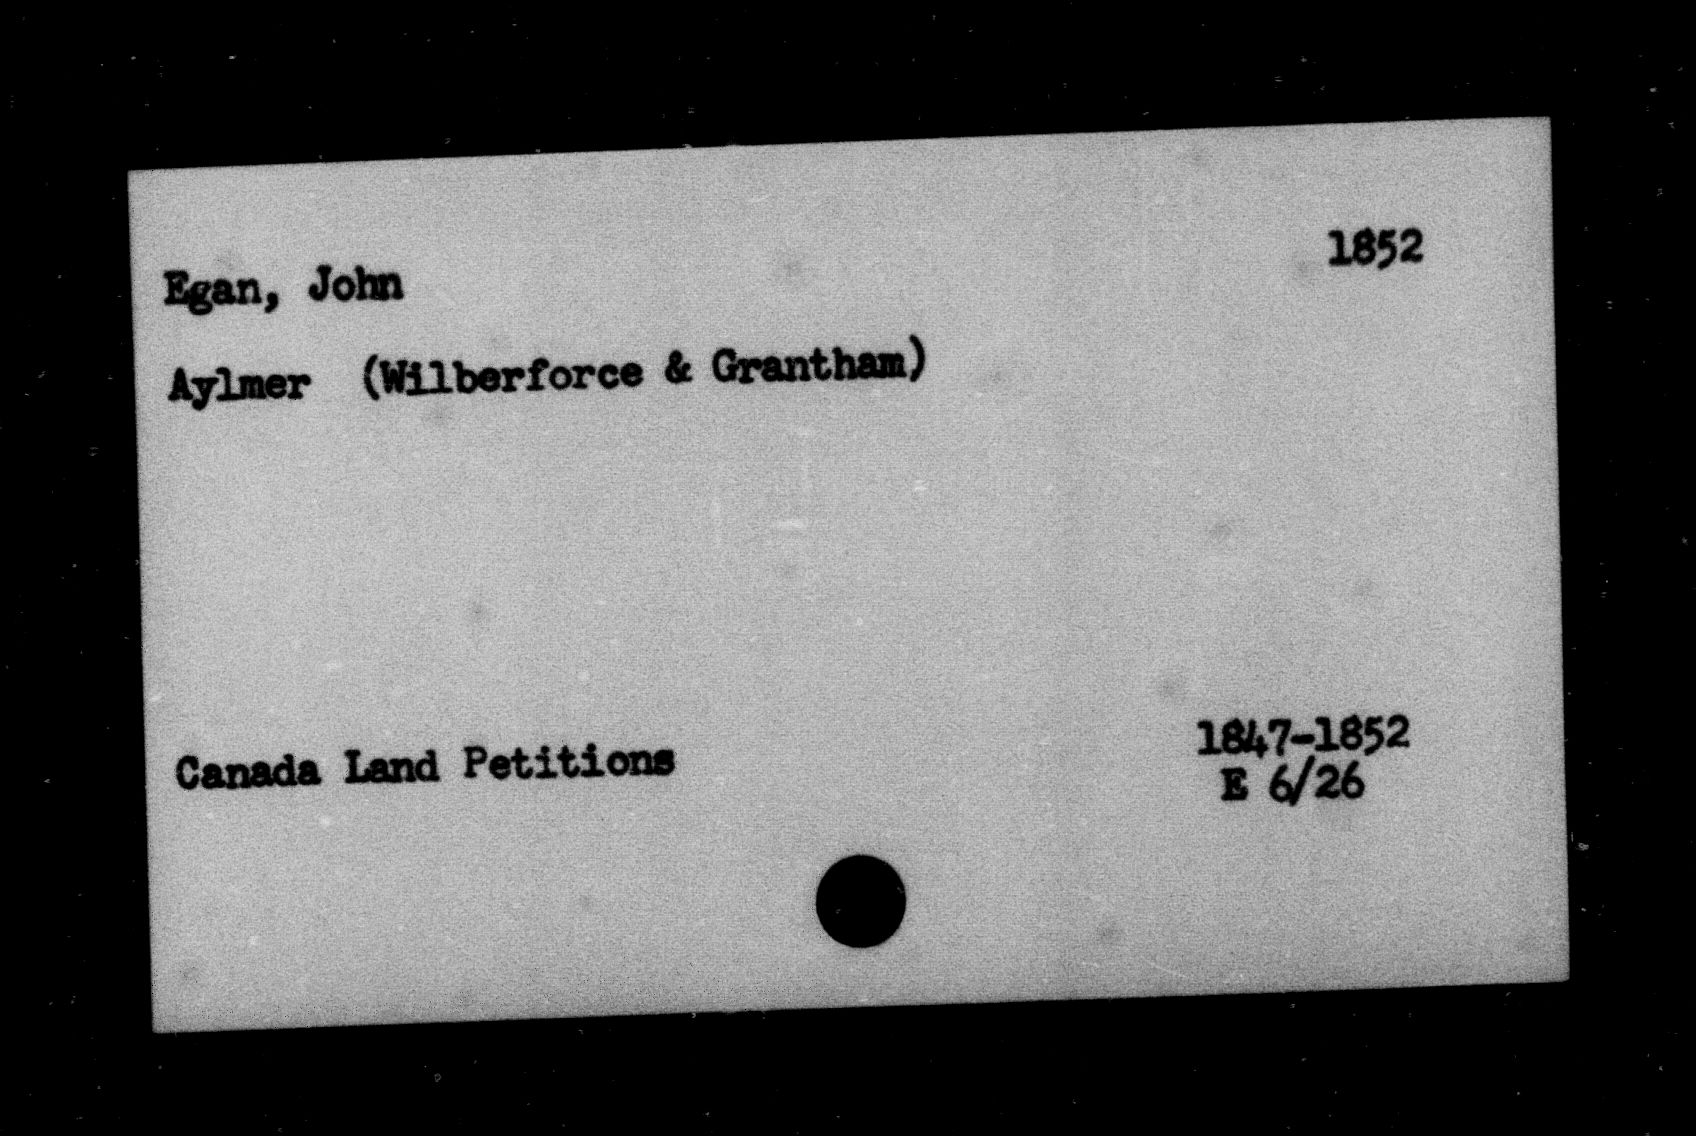 Egan, John 1852
Aylmer (Wilberforce & Grantham)
Canada Land Petitions 1847-1852
E 6/26